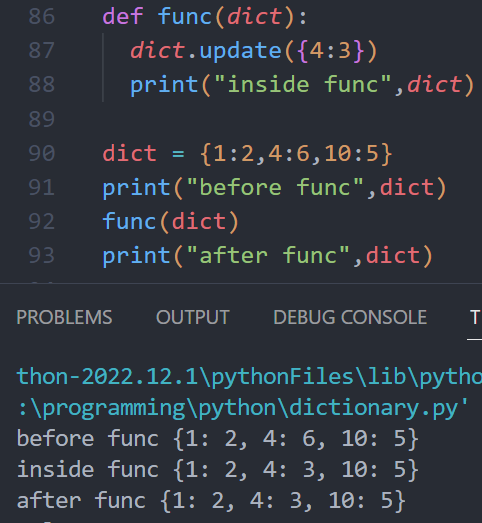 86 def func(dict):
87 dict.update({4:3})
88 print("inside func",dict)
89
90 dict = {1:2,4:6,10:5}
91 print("before func",dict)
92 func(dict)
93 print("after func",dict)
PROBLEMS OUTPUT DEBUG CONSOLE T
thon-2022.12.1\pythonFiles\lib\pytho
:\programming\python\dictionary.py'
before func {1: 2, 4: 6, 10: 5}
inside func {1: 2, 4: 3, 10: 5}
after func {1: 2, 4: 3, 10: 5}